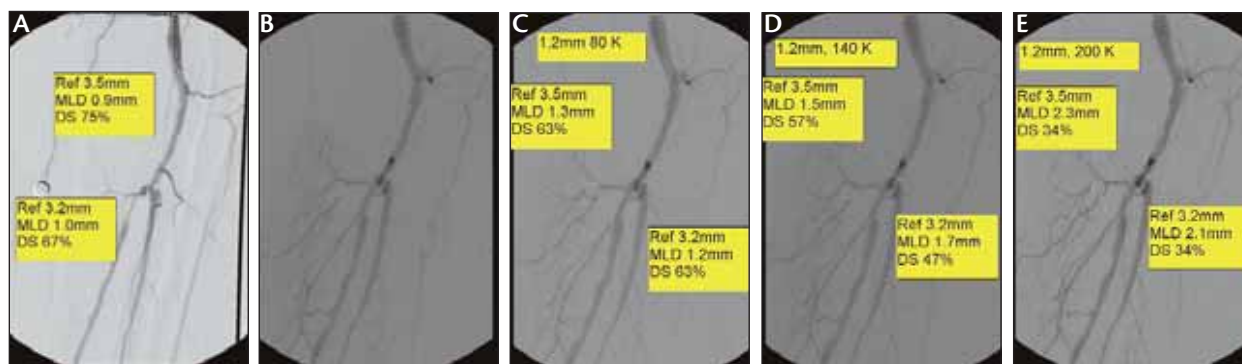 A
Ref 3.5mm
MLD 0.9mm
DS 75%
Ref 3.2mm
MLD 1.0mm
DS 67%
B
C
1.2mm 80 K
Ref 3.5mm
MLD 1.3mm
DS 63%
Ref 3.2mm
MLD 1.2mm
DS 63%
D
1.2mm, 140 K
Ref 3.5mm
MLD 1.5mm
DS 57%
Ref 3.2mm
MLD 1.7mm
DS 47%
E
1.2mm, 200 K
Ref 3.5mm
MLD 2.3mm
DS 34%
Ref 3.2mm
MLD 2.1mm
DS 34%